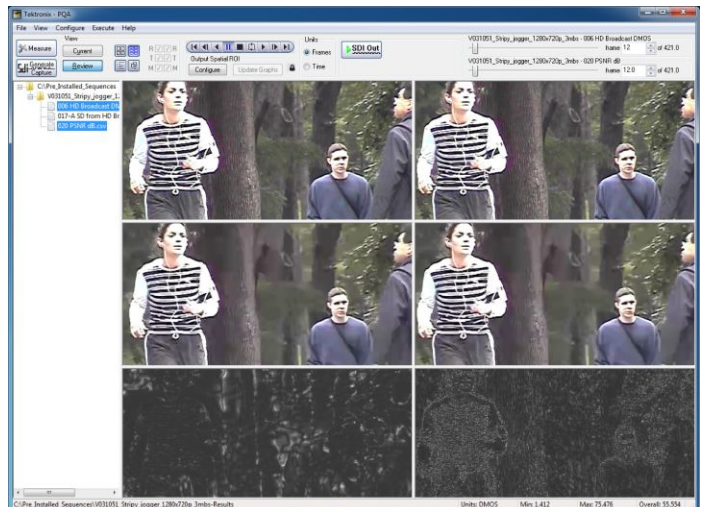 Tektronix - PQA
File View Configure Execute Help
Measure
View
Current
Review
Generate
Capture
R R
T T
M M
Output Spatial ROI
Configure
Update Graphs
Units
Frames
Time
SDI Out
V031051_Stripy_jogger_1280x720p_3mbs - 006 HD Broadcast DMOS
frame 12 of 421.0
V031051_Stripy_jogger_1280x720p_3mbs - 020 PSNR dB
frame 12.0 of 421.0
C:\Pre_Installed_Sequences
V031051_Stripy_jogger_1
006 HD Broadcast DM
017-A SD from HD Br
020 PSNR dB.csv
C:\Pre Installed Sequences\V031051 Stripy jogger 1280x720p 3mbs-Results
Units: DMOS
Min: 1.412
Max: 75.476
Overall: 55.554